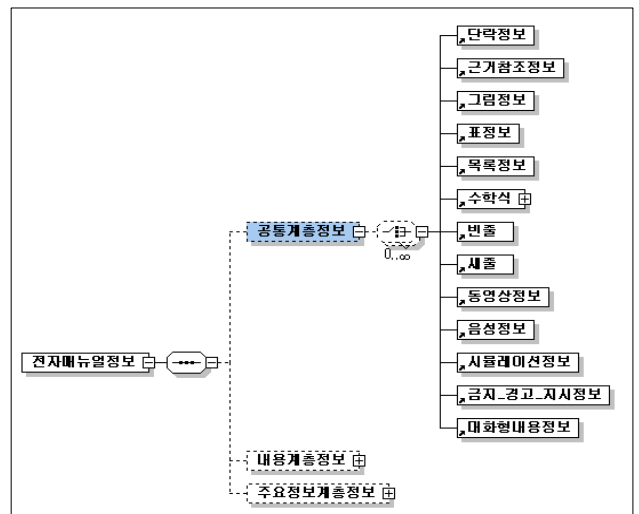 단락정보
근거참조정보
그림정보
표정보
목록정보
수학식
공통계층정보
빈줄
0..∞
새줄
동영상정보
음성정보
전자매뉴얼정보
시뮬레이션정보
금지_경고_지시정보
대화형내용정보
내용계층정보
주요정보계층정보